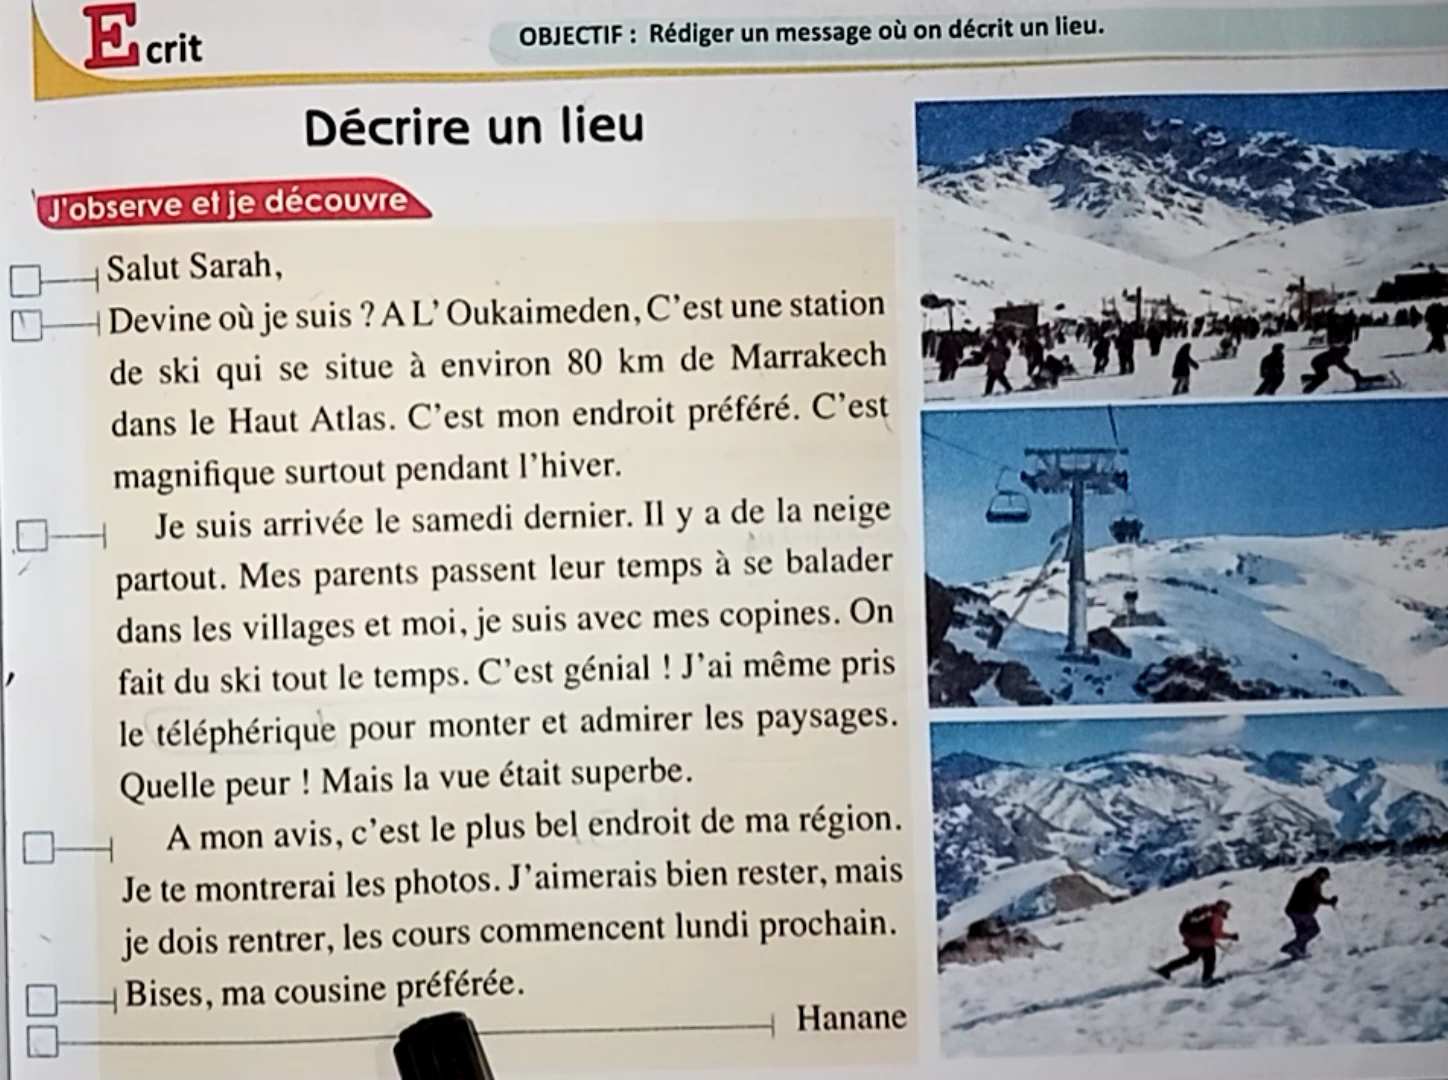 Ecrit
OBJECTIF : Rédiger un message où on décrit un lieu.
Décrire un lieu
J'observe et je découvre
Salut Sarah,
Devine où je suis ? A L' Oukaimeden, C'est une station
de ski qui se situe à environ 80 km de Marrakech
dans le Haut Atlas. C'est mon endroit préféré. C'est
magnifique surtout pendant l'hiver.
Je suis arrivée le samedi dernier. Il y a de la neige
partout. Mes parents passent leur temps à se balader
dans les villages et moi, je suis avec mes copines. On
fait du ski tout le temps. C'est génial ! J'ai même pris
le téléphérique pour monter et admirer les paysages.
Quelle peur ! Mais la vue était superbe.
A mon avis, c'est le plus bel endroit de ma région.
Je te montrerai les photos. J'aimerais bien rester, mais
je dois rentrer, les cours commencent lundi prochain.
Bises, ma cousine préférée.
Hanane